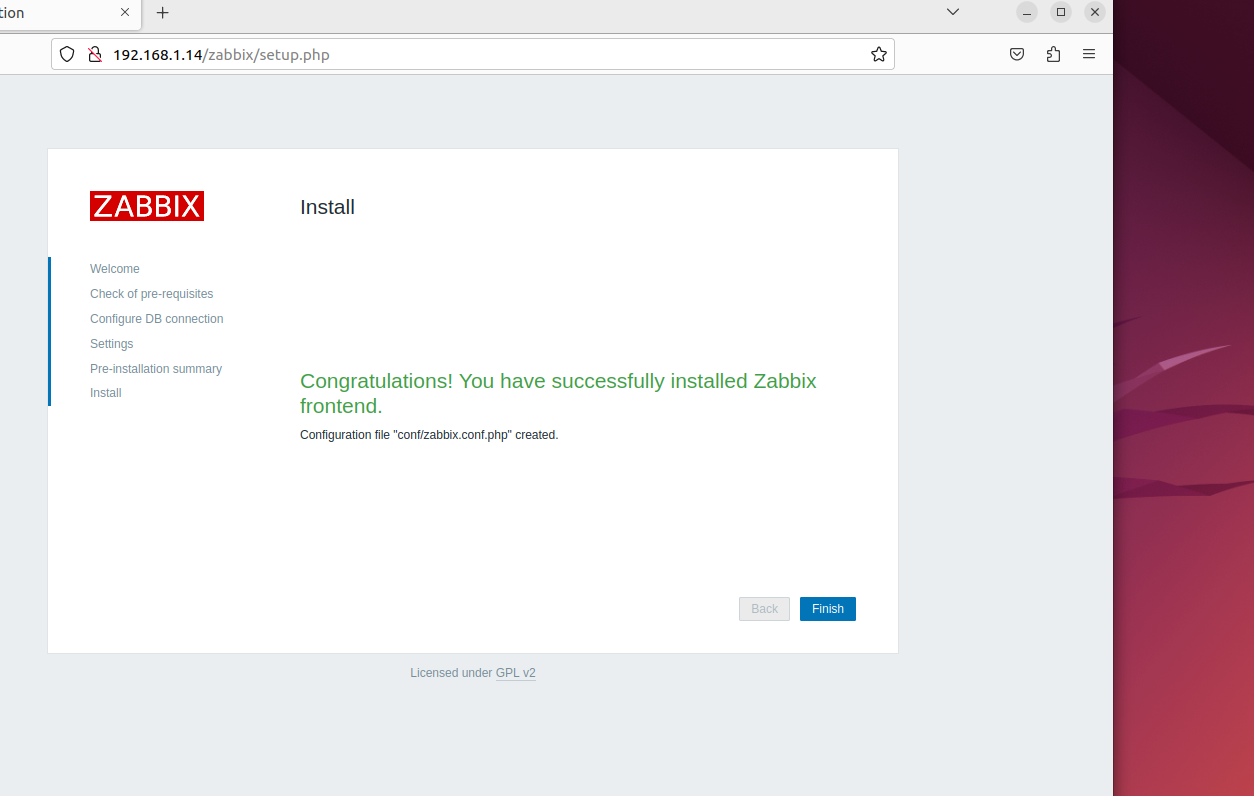 tion
192.168.1.14/zabbix/setup.php
ZABBIX
Install
Welcome
Check of pre-requisites
Configure DB connection
Settings
Pre-installation summary
Install
Congratulations! You have successfully installed Zabbix
frontend.
Configuration file "conf/zabbix.conf.php" created.
Back
Finish
Licensed under GPL v2